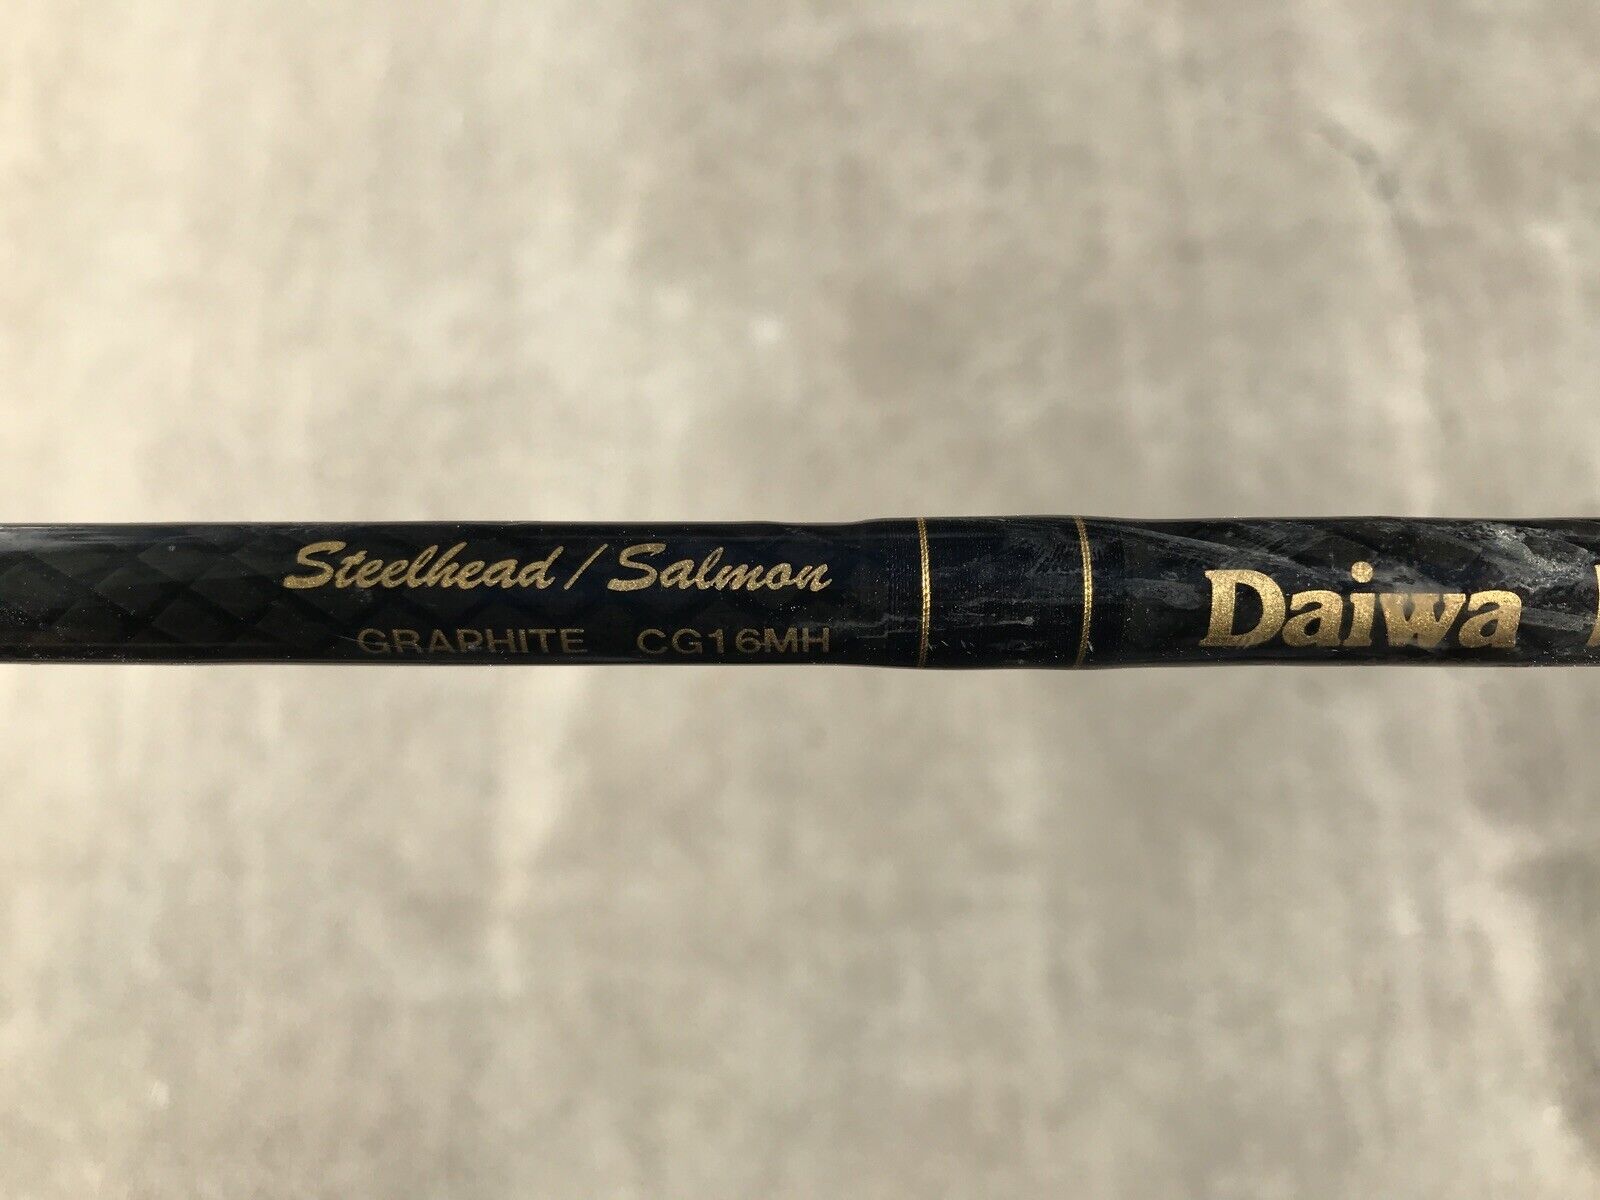 Steelhead / Salmon
GRAPHITE CG16MH
Daiwa